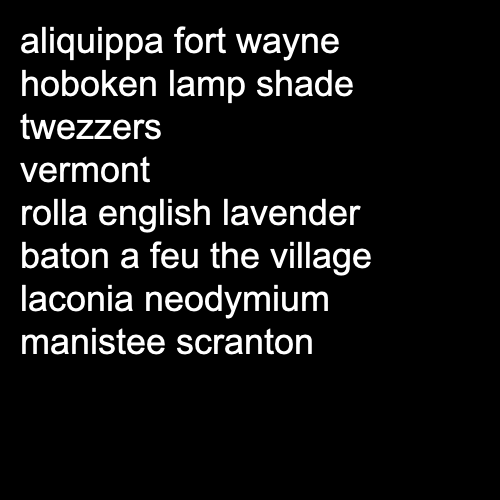 aliquippa fort wayne
hoboken lamp shade
twezzers
vermont
rolla english lavender
baton a feu the village
laconia neodymium
manistee scranton